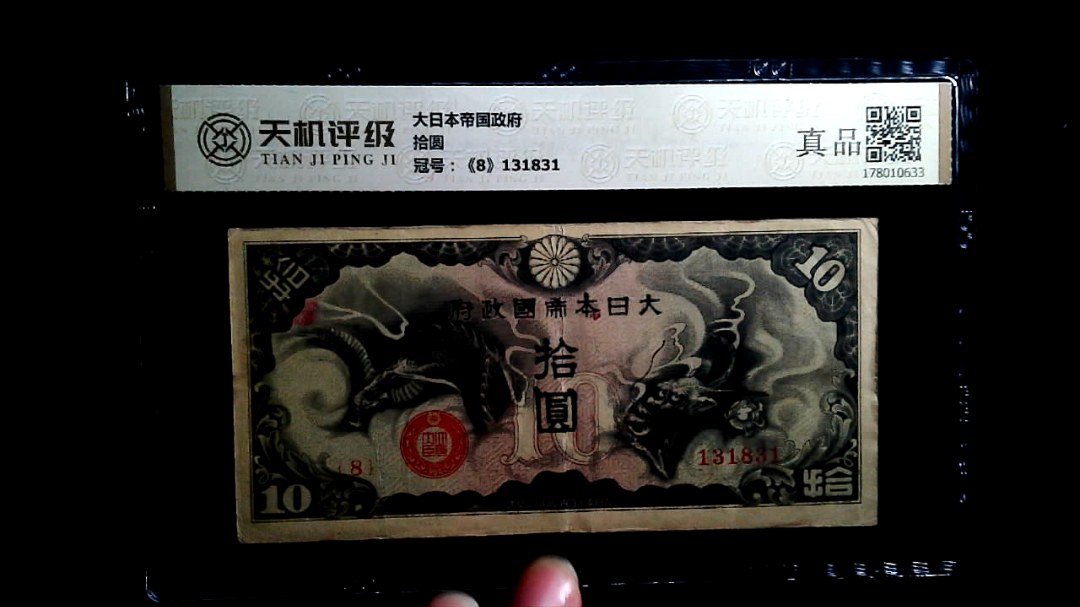 天机评级
TIAN JI PING JI
大日本帝国政府
拾圆
冠号：《8》131831
真品
178010633
拾
10
府政國帝本日大
拾
圓
10
{8}
131831
10
拾